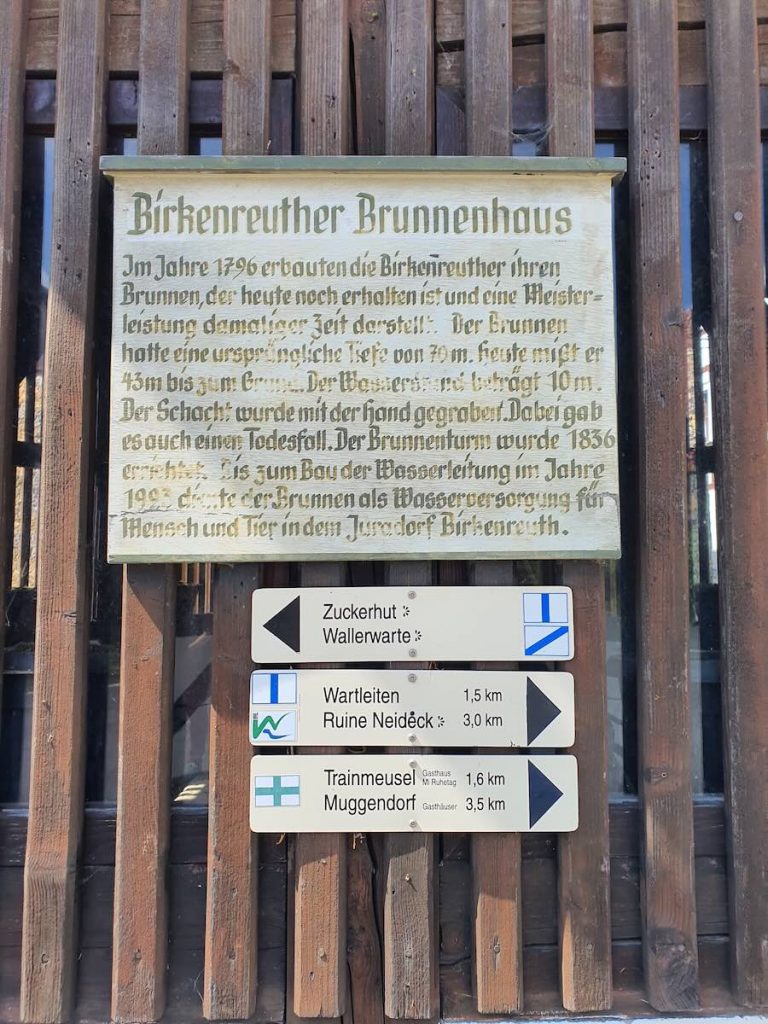 Birkenreuther Brunnenhaus
Im Jahre 1796 erbauten die Birkenreuther ihren
Brunnen, der heute noch erhalten ist und eine Meister-
leistung damaliger Zeit darstellt. Der Brunnen
hatte eine ursprüngliche Tiefe von 70 m. Heute mißt er
43m bis zum Grund. Der Wasserstand beträgt 10 m.
Der Schacht wurde mit der Hand gegraben. Dabei gab
es auch einen Todesfall. Der Brunnenturm wurde 1836
errichtet. Bis zum Bau der Wasserleitung im Jahre
1923 diente der Brunnen als Wasserversorgung für
Mensch und Tier in dem Juradorf Birkenreuth.
Zuckerhut
Wallerwarte
Wartleiten 1,5 km
Ruine Neideck 3,0 km
Trainmeusel Gasthaus Mi Ruhetag 1,6 km
Muggendorf Gasthäuser 3,5 km